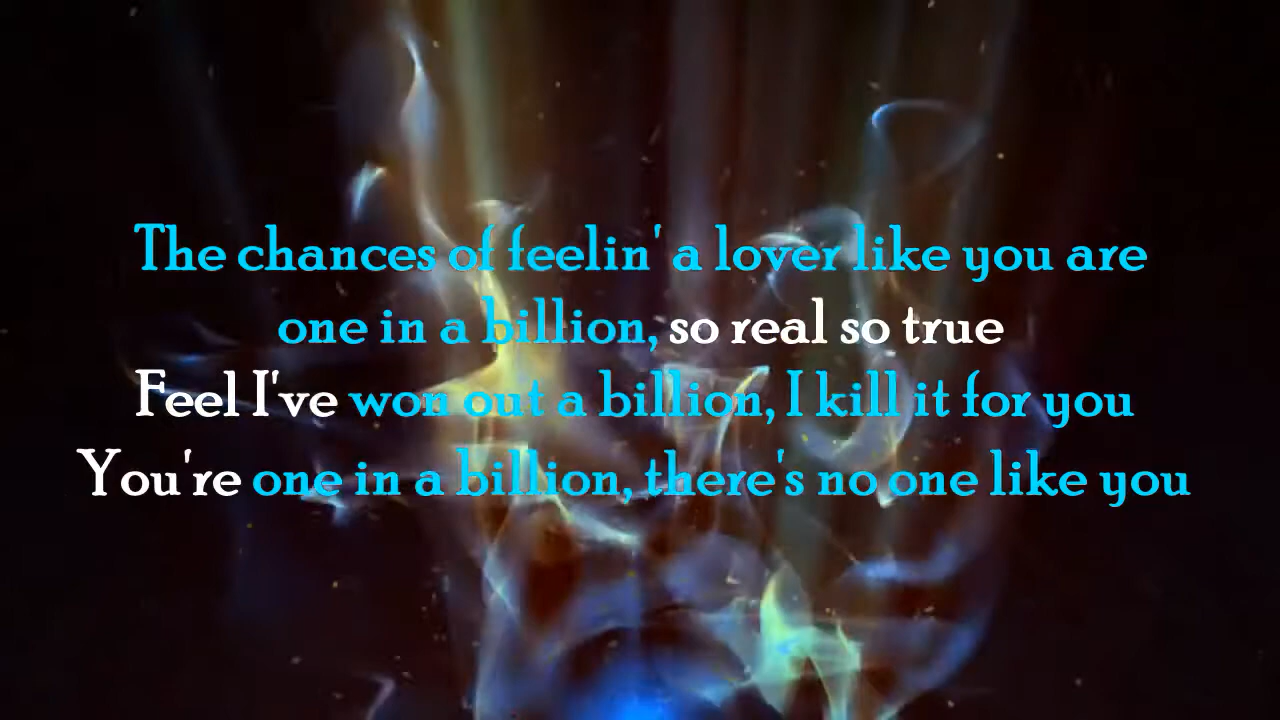 The chances of feelin' a lover like you are
one in a billion, so real so true
Feel I've won out a billion, I kill it for you
You're one in a billion, there's no one like you